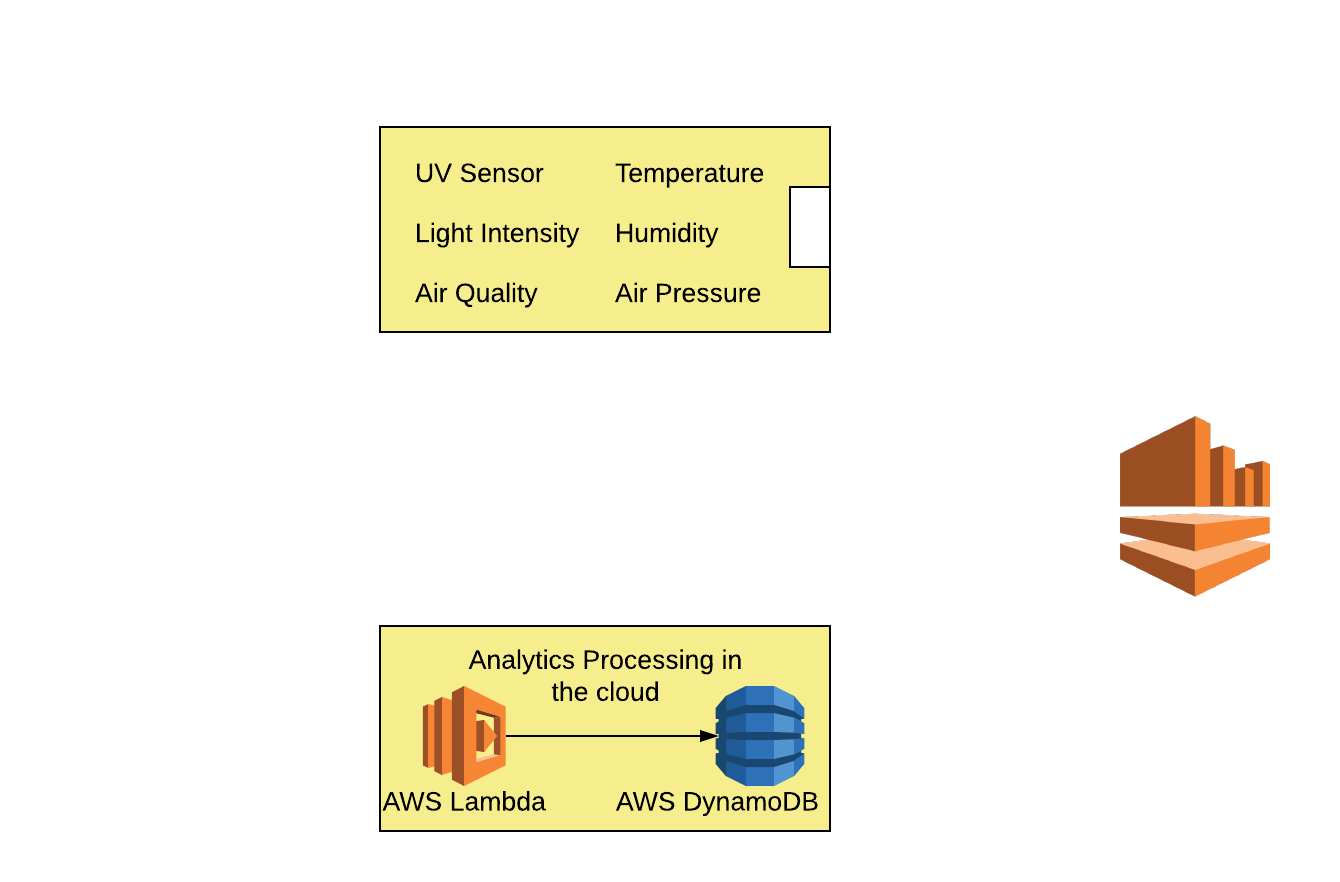 UV Sensor Temperature
Light Intensity Humidity
Air Quality Air Pressure
Analytics Processing in
the cloud
AWS Lambda AWS DynamoDB